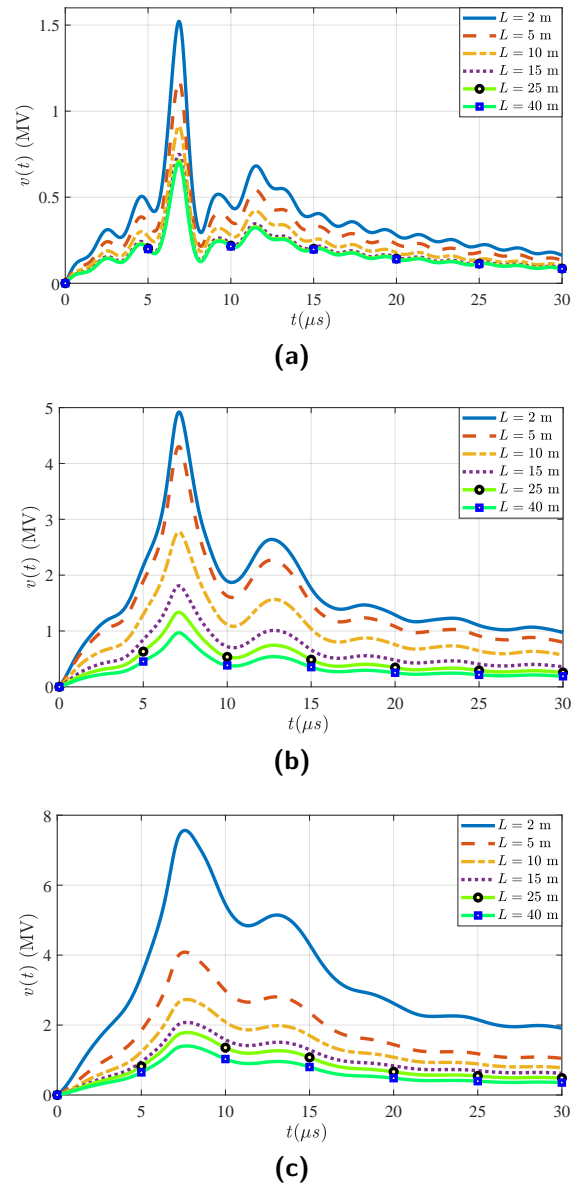 1.5
1
0.5
0
v(t) (MV)
0 5 10 15 20 25 30
t(μs)
L = 2 m
L = 5 m
L = 10 m
L = 15 m
L = 25 m
L = 40 m
(a)
5
4
3
2
1
0
v(t) (MV)
0 5 10 15 20 25 30
t(μs)
L = 2 m
L = 5 m
L = 10 m
L = 15 m
L = 25 m
L = 40 m
(b)
8
6
4
2
0
v(t) (MV)
0 5 10 15 20 25 30
t(μs)
L = 2 m
L = 5 m
L = 10 m
L = 15 m
L = 25 m
L = 40 m
(c)